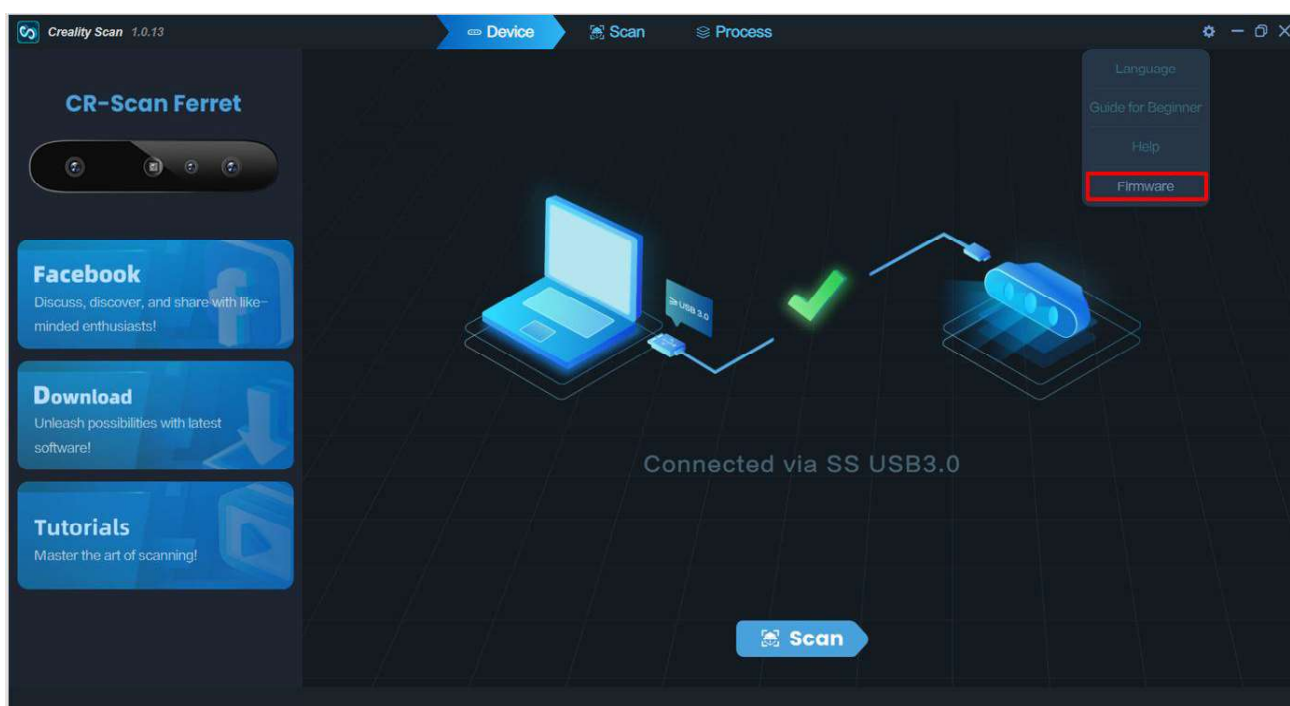 Creality Scan 1.0.13
Device
Scan
Process
Language
Guide for Beginner
Help
Firmware
CR-Scan Ferret
Facebook
Discuss, discover, and share with like-
minded enthusiasts!
Download
Unleash possibilities with latest
software!
Tutorials
Master the art of scanning!
USB 3.0
Connected via SS USB3.0
Scan